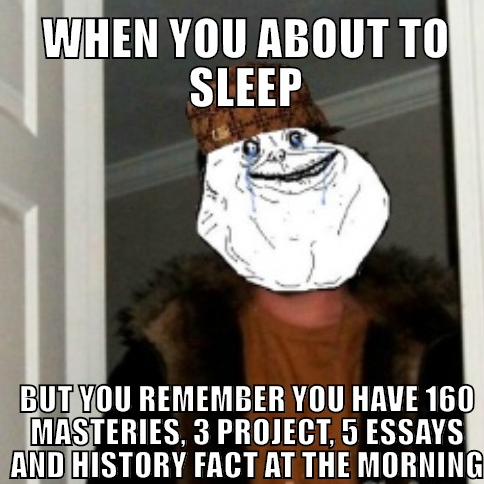 WHEN YOU ABOUT TO
SLEEP
BUT YOU REMEMBER YOU HAVE 160
MASTERIES, 3 PROJECT, 5 ESSAYS
AND HISTORY FACT AT THE MORNING